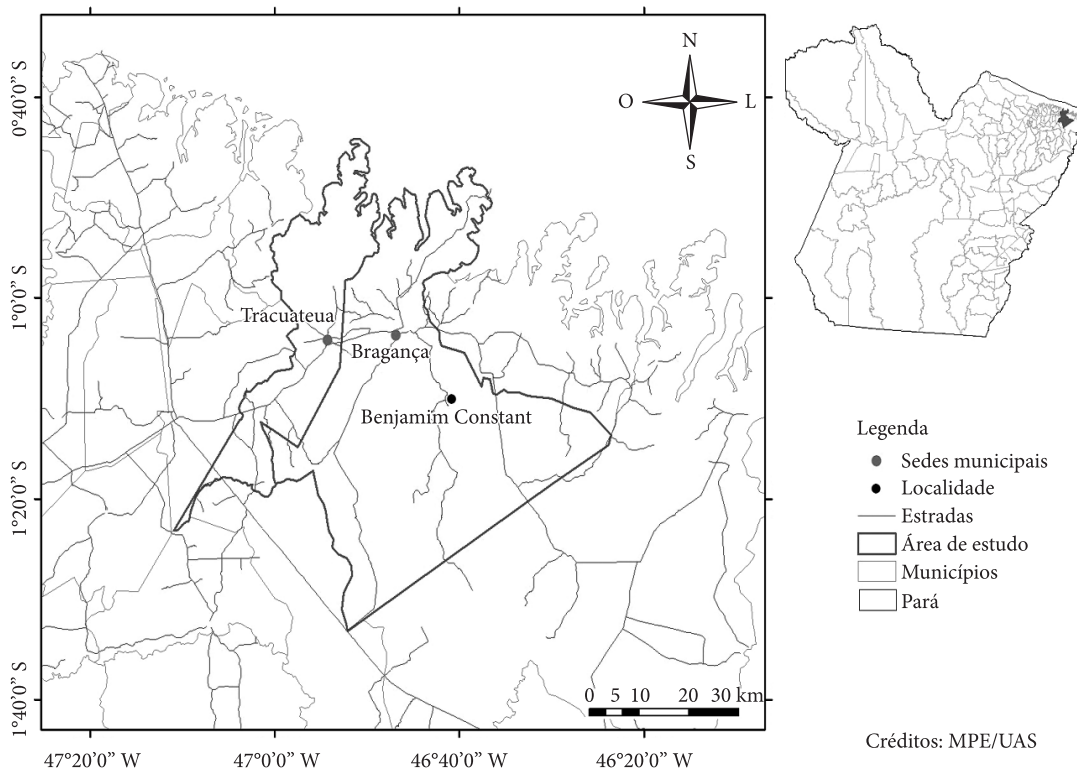 N
O L
S
0°40’0” S
1°0’0” S
1°20’0” S
1°40’0” S
Tracuateua
Bragança
Benjamim Constant
0 5 10 20 30 km
47°20’0” W 47°0’0” W 46°40’0” W 46°20’0” W
Legenda
Sedes municipais
Localidade
Estradas
Área de estudo
Municípios
Pará
Créditos: MPE/UAS